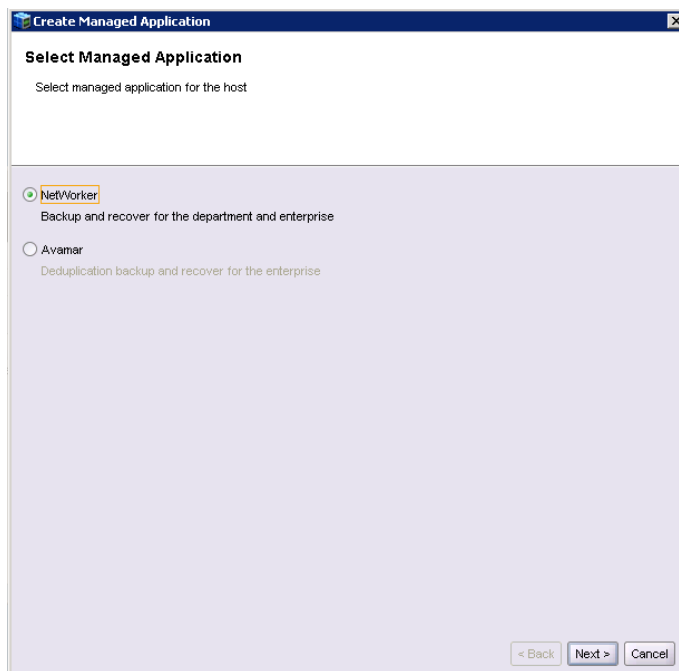 Create Managed Application
Select Managed Application
Select managed application for the host
NetWorker
Backup and recover for the department and enterprise
Avamar
Deduplication backup and recover for the enterprise
< Back Next > Cancel